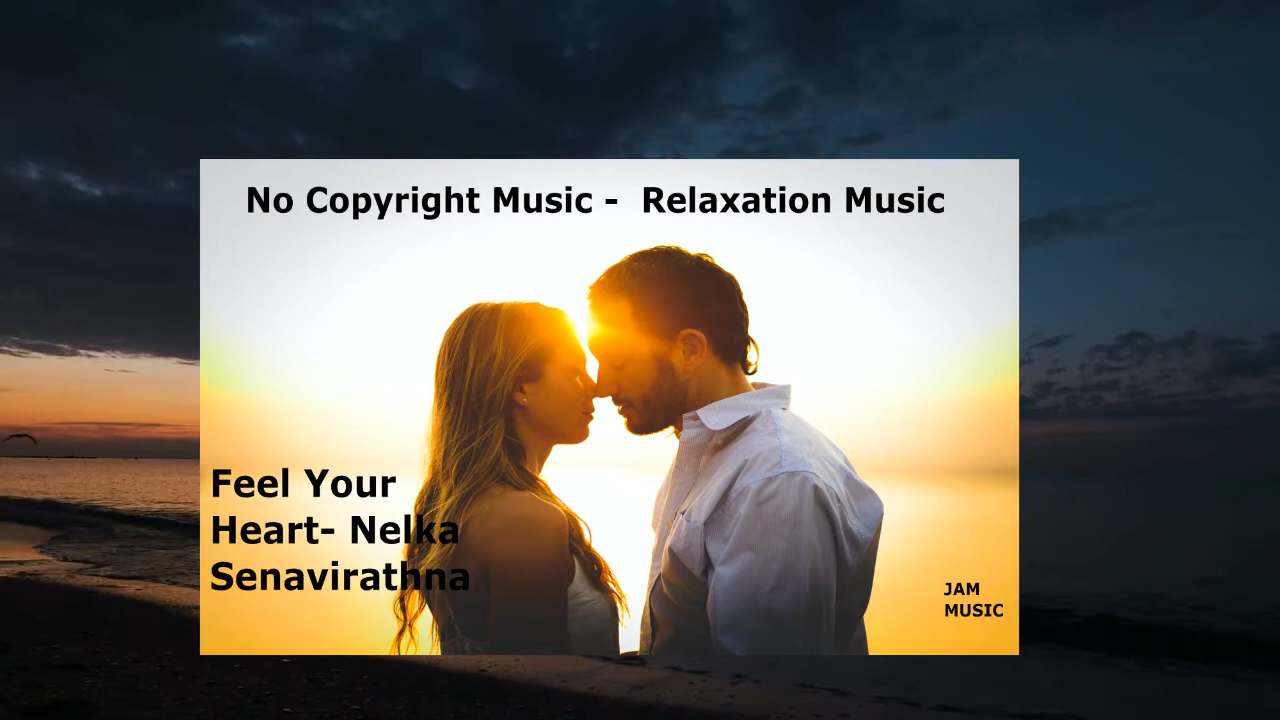 No Copyright Music -  Relaxation Music
Feel Your
Heart- Nelka
Senavirathna
JAM
MUSIC